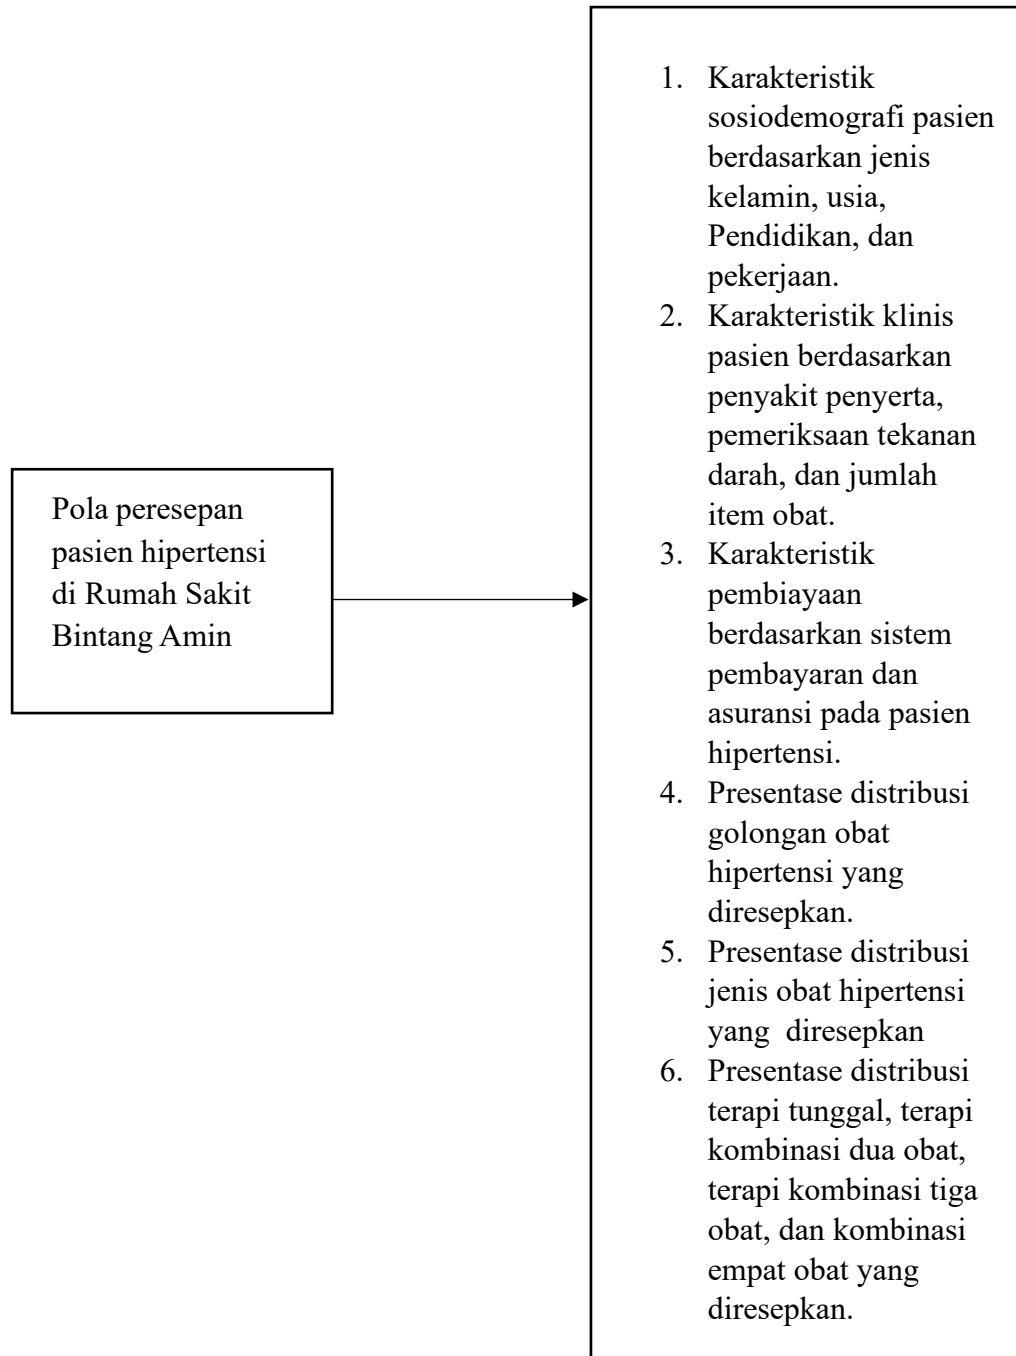 Pola peresepan
pasien hipertensi
di Rumah Sakit
Bintang Amin
1. Karakteristik
sosiodemografi pasien
berdasarkan jenis
kelamin, usia,
Pendidikan, dan
pekerjaan.
2. Karakteristik klinis
pasien berdasarkan
penyakit penyerta,
pemeriksaan tekanan
darah, dan jumlah
item obat.
3. Karakteristik
pembiayaan
berdasarkan sistem
pembayaran dan
asuransi pada pasien
hipertensi.
4. Presentase distribusi
golongan obat
hipertensi yang
diresepkan.
5. Presentase distribusi
jenis obat hipertensi
yang diresepkan
6. Presentase distribusi
terapi tunggal, terapi
kombinasi dua obat,
terapi kombinasi tiga
obat, dan kombinasi
empat obat yang
diresepkan.